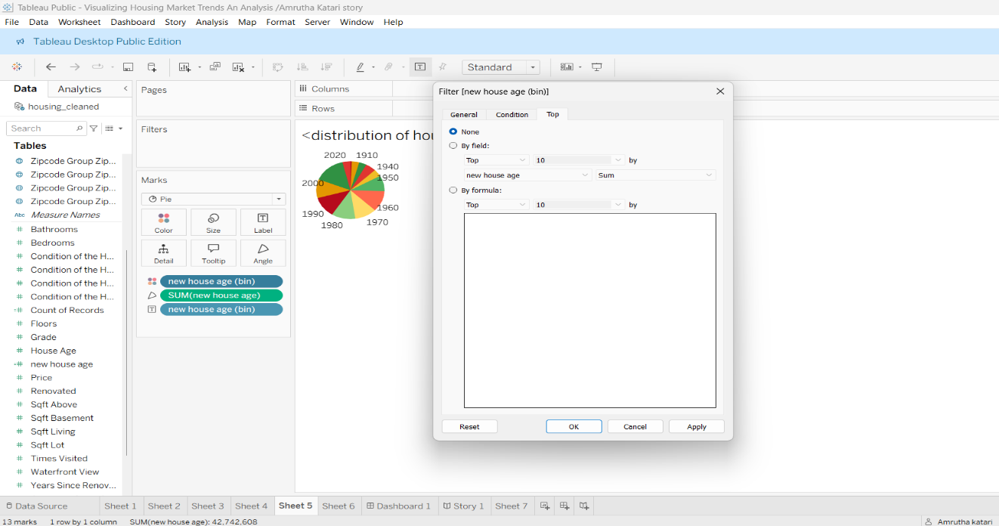 Tableau Public - Visualizing Housing Market Trends An Analysis /Amrutha Katari story
File Data Worksheet Dashboard Story Analysis Map Format Server Window Help
Tableau Desktop Public Edition
Standard
Data Analytics
housing_cleaned
Search
Tables
Zipcode Group Zip...
Zipcode Group Zip...
Zipcode Group Zip...
Zipcode Group Zip...
Abc Measure Names
Bathrooms
Bedrooms
Condition of the H...
Condition of the H...
Condition of the H...
Condition of the H...
Count of Records
Floors
Grade
House Age
new house age
Price
Renovated
Sqft Above
Sqft Basement
Sqft Living
Sqft Lot
Times Visited
Waterfront View
Years Since Renov...
Pages
Filters
Marks
Pie
Color Size Label
Detail Tooltip Angle
new house age (bin)
SUM(new house age)
new house age (bin)
Columns
Rows
<distribution of hou
2020 1910
1940
1950
2000
1960
1990
1970
1980
Filter [new house age (bin)]
General Condition Top
None
By field:
Top 10 by
new house age Sum
By formula:
Top 10 by
Reset OK Cancel Apply
Data Source Sheet 1 Sheet 2 Sheet 3 Sheet 4 Sheet 5 Sheet 6 Dashboard 1 Story 1 Sheet 7
13 marks 1 row by 1 column SUM(new house age): 42,742,608 Amrutha katari